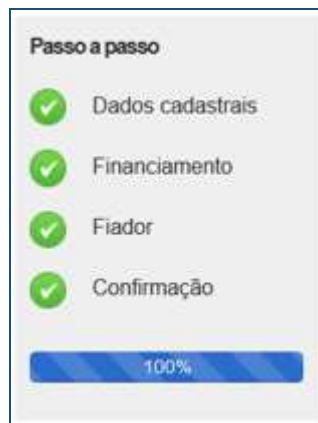 Passo a passo
Dados cadastrais
Financiamento
Fiador
Confirmação
100%